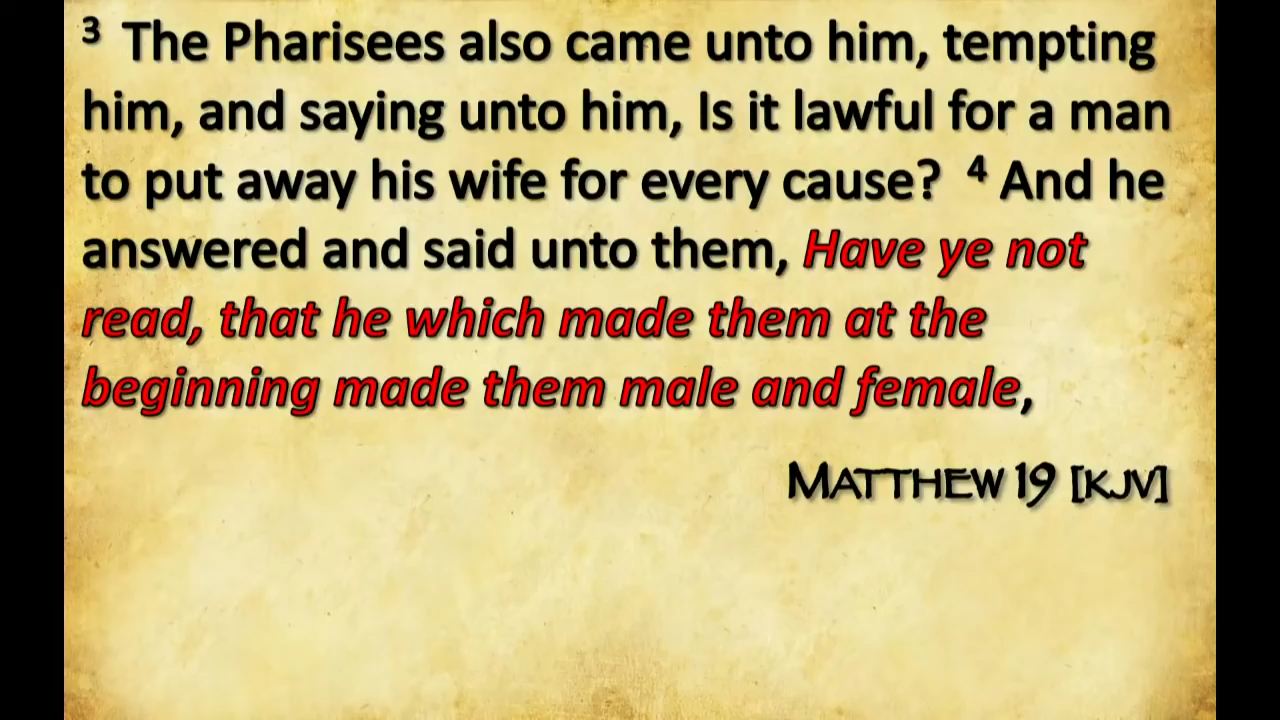 3 The Pharisees also came unto him, tempting
him, and saying unto him, Is it lawful for a man
to put away his wife for every cause? 4 And he
answered and said unto them, Have ye not
read, that he which made them at the
beginning made them male and female,
MATTHEW 19 [KJV]